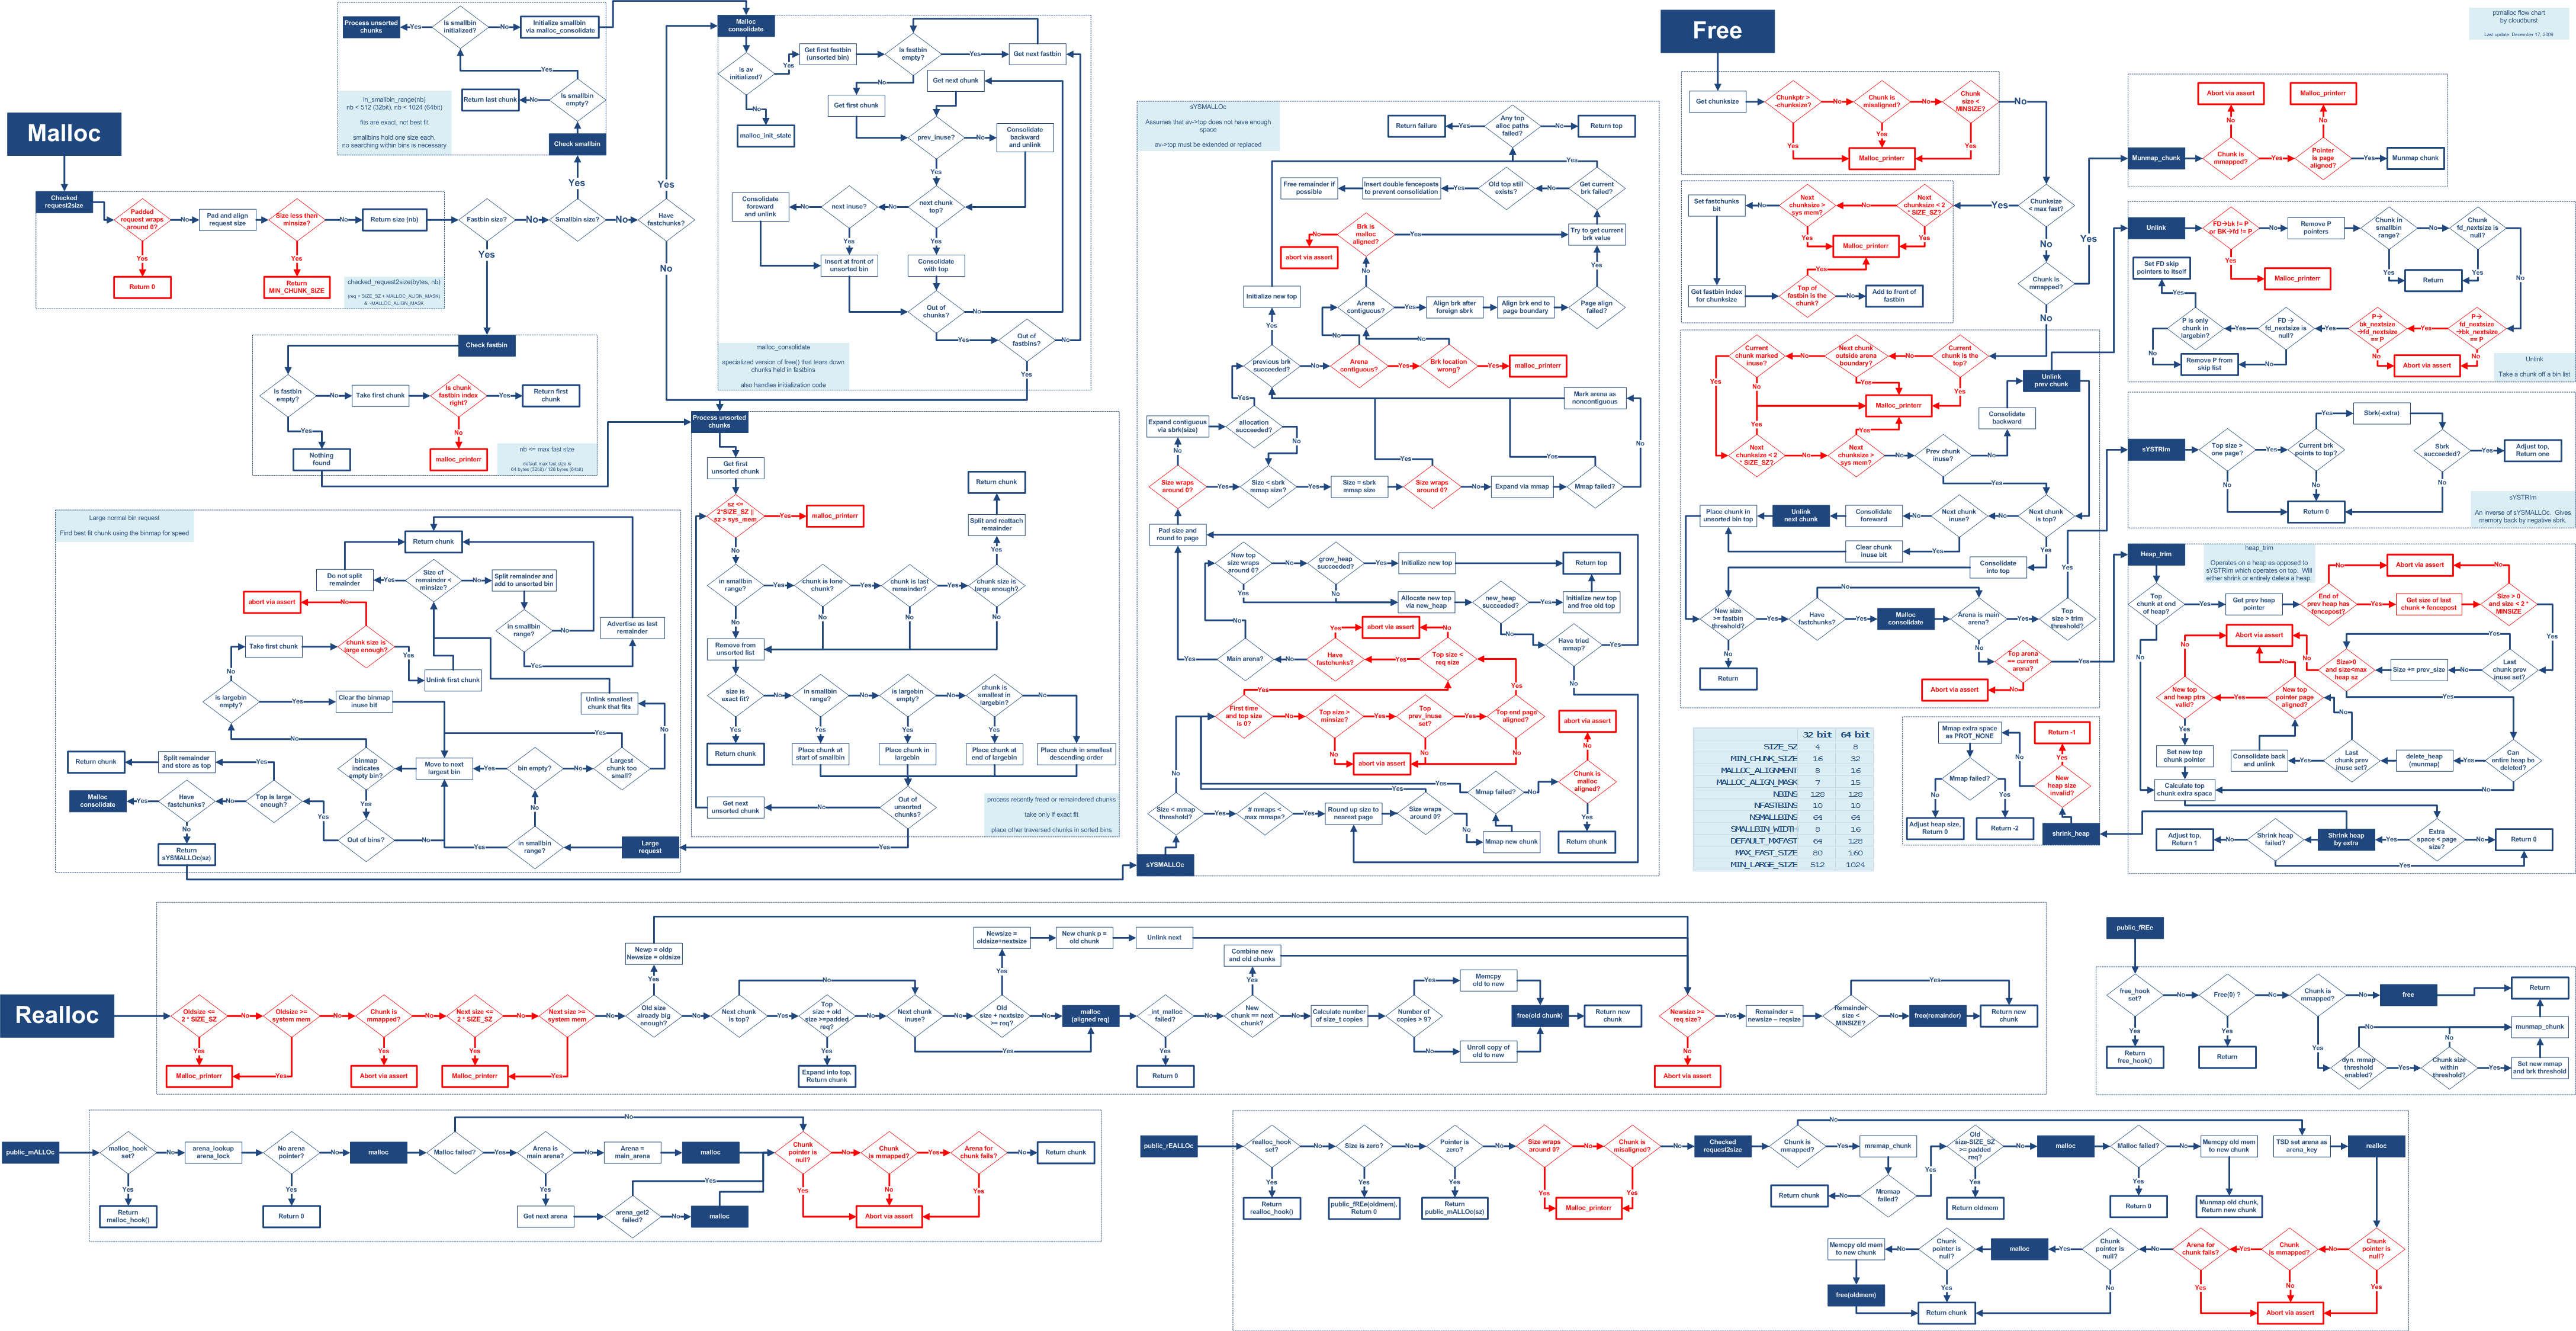 Malloc
Checked
request2size
Padded
request wraps
around 0?
No
Pad and align
request size
Size less than
minsize?
No
Return size (nb)
Yes
Return 0
Yes
Return
MIN_CHUNK_SIZE
checked_request2size(bytes, nb)
(req + SIZE_SZ + MALLOC_ALIGN_MASK)
& ~MALLOC_ALIGN_MASK
Fastbin size?
No
Smallbin size?
No
Have
fastchunks?
Yes
Yes
Yes
No
Process unsorted
chunks
Yes
Is smallbin
initialized?
No
Initialize smallbin
via malloc_consolidate
Yes
Return last chunk
No
Is smallbin
empty?
Check smallbin
in_smallbin_range(nb)
nb < 512 (32bit), nb < 1024 (64bit)
fits are exact, not best fit
smallbins hold one size each,
no searching within bins is necessary
Check fastbin
Is fastbin
empty?
No
Take first chunk
Is chunk
fastbin index
right?
Yes
Return first
chunk
Yes
Nothing
found
No
malloc_printerr
nb <= max fast size
default max fast size is
64 bytes (32bit) / 128 bytes (64bit)
Malloc
consolidate
Is av
initialized?
Yes
No
malloc_init_state
Get first fastbin
(unsorted bin)
Is fastbin
empty?
Yes
Get next fastbin
No
Get first chunk
Get next chunk
prev_inuse?
No
Consolidate
backward
and unlink
Yes
Consolidate
foreward
and unlink
No
next inuse?
No
next chunk
top?
Yes
Yes
Insert at front of
unsorted bin
Consolidate
with top
Out of
chunks?
No
Yes
Out of
fastbins?
No
Yes
malloc_consolidate
specialized version of free() that tears down
chunks held in fastbins
also handles initialization code
Process unsorted
chunks
Get first
unsorted chunk
sz <=
2*SIZE_SZ ||
sz > sys_mem
Yes
malloc_printerr
No
Return chunk
Split and reattach
remainder
Yes
in smallbin
range?
Yes
chunk is lone
chunk?
Yes
chunk is last
remainder?
Yes
chunk size is
large enough?
No
No
No
No
Remove from
unsorted list
size is
exact fit?
No
in smallbin
range?
No
is largebin
empty?
No
chunk is
smallest in
largebin?
No
Yes
Yes
Yes
Yes
Return chunk
Place chunk at
start of smallbin
Place chunk in
largebin
Place chunk at
end of largebin
Place chunk in smallest
descending order
Get next
unsorted chunk
No
Out of
unsorted
chunks?
Yes
process recently freed or remaindered chunks
take only if exact fit
place other traversed chunks in sorted bins
Large normal bin request
Find best fit chunk using the binmap for speed
Return chunk
Do not split
remainder
Yes
Size of
remainder <
minsize?
No
Split remainder and
add to unsorted bin
abort via assert
No
in smallbin
range?
No
Yes
Advertise as last
remainder
Take first chunk
chunk size is
large enough?
Yes
Unlink first chunk
No
is largebin
empty?
Yes
Clear the binmap
inuse bit
Unlink smallest
chunk that fits
No
Yes
Yes
Return chunk
Split remainder
and store as top
binmap
indicates
empty bin?
Move to next
largest bin
Yes
bin empty?
No
Largest
chunk too
small?
No
Yes
Malloc
consolidate
Yes
Have
fastchunks?
No
Top is large
enough?
Yes
Yes
Out of bins?
No
No
Yes
in smallbin
range?
Large
request
No
Return
sYSMALLOc(sz)
sYSMALLOc
Assumes that av->top does not have enough
space
av->top must be extended or replaced
Return failure
Yes
Any top
alloc paths
failed?
No
Return top
Yes
Free remainder if
possible
Insert double fenceposts
to prevent consolidation
Yes
Old top still
exists?
No
Get current
brk failed?
Yes
No
Brk is
malloc
aligned?
Yes
Try to get current
brk value
abort via assert
No
Yes
Initialize new top
Arena
contiguous?
Yes
Align brk after
foreign sbrk
Align brk end to
page boundary
Page align
failed?
Yes
No
No
previous brk
succeeded?
No
Arena
contiguous?
Yes
Brk location
wrong?
Yes
malloc_printerr
Yes
Mark arena as
noncontiguous
Expand contiguous
via sbrk(size)
allocation
succeeded?
No
No
Yes
Yes
No
Size wraps
around 0?
Yes
Size < sbrk
mmap size?
Yes
Size = sbrk
mmap size
Size wraps
around 0?
No
Expand via mmap
Mmap failed?
Pad size and
round to page
New top
size wraps
around 0?
No
grow_heap
succeeded?
Yes
Initialize new top
Return top
Yes
No
Allocate new top
via new_heap
new_heap
succeeded?
Yes
Initialize new top
and free old top
No
No
Yes
abort via assert
No
Have tried
mmap?
Yes
Yes
Main arena?
No
Have
fastchunks?
Yes
Top size <
req size
No
Yes
Yes
First time
and top size
is 0?
No
Top size >
minsize?
Yes
Top
prev_inuse
set?
Yes
Top end page
aligned?
abort via assert
No
No
No
abort via assert
No
No
Yes
Yes
Mmap failed?
No
Chunk is
malloc
aligned?
Size < mmap
threshold?
Yes
# mmaps <
max mmaps?
Yes
Round up size to
nearest page
Size wraps
around 0?
No
Mmap new chunk
Yes
Return chunk
sYSMALLOc
Free
ptmalloc flow chart
by cloudburst
Last update: December 17, 2009
Get chunksize
Chunkptr >
-chunksize?
No
Chunk is
misaligned?
No
Chunk
size <
MINSIZE?
No
Yes
Yes
Yes
Malloc_printerr
Set fastchunks
bit
No
Next
chunksize >
sys mem?
No
Next
chunksize < 2
* SIZE_SZ?
Yes
Chunksize
< max fast?
Yes
Yes
Malloc_printerr
No
Yes
Get fastbin index
for chunksize
Top of
fastbin is the
chunk?
No
Add to front of
fastbin
Chunk is
mmapped?
Yes
No
Current
chunk marked
inuse?
No
Next chunk
outside arena
boundary?
No
Current
chunk is the
top?
Yes
Yes
Yes
Malloc_printerr
Unlink
prev chunk
Consolidate
backward
Yes
Yes
Next
chunksize < 2
* SIZE_SZ?
No
Next
chunksize >
sys mem?
No
Prev chunk
inuse?
No
Yes
Place chunk in
unsorted bin top
Unlink
next chunk
Consolidate
foreward
No
Next chunk
inuse?
No
Next chunk
is top?
Clear chunk
inuse bit
Yes
Yes
Consolidate
into top
Yes
No
New size
>= fastbin
threshold?
Yes
Have
fastchunks?
Yes
Malloc
consolidate
Arena is main
arena?
Yes
Top
size > trim
threshold?
No
No
Return
Top arena
== current
arena?
Yes
Abort via assert
No
Munmap_chunk
Abort via assert
Malloc_printerr
No
No
Chunk is
mmapped?
Yes
Pointer
is page
aligned?
Yes
Munmap chunk
Unlink
FD→bk != P
or BK→fd != P
No
Remove P
pointers
Chunk in
smallbin
range?
No
Chunk
fd_nextsize is
null?
Set FD skip
pointers to itself
Yes
Malloc_printerr
Yes
Yes
Return
No
Yes
P is only
chunk in
largebin?
Yes
FD →
fd_nextsize is
null?
Yes
P→
bk_nextsize
→fd_nextsize
== P
Yes
P→
fd_nextsize
→bk_nextsize
== P
No
No
Remove P from
skip list
No
No
Abort via assert
Unlink
Take a chunk off a bin list
Yes
Sbrk(-extra)
sYSTRIm
Top size >
one page?
Yes
Current brk
points to top?
Sbrk
succeeded?
Yes
Adjust top,
Return one
No
No
No
Return 0
sYSTRIm
An inverse of sYSMALLOc. Gives
memory back by negative sbrk.
Heap_trim
heap_trim
Operates on a heap as opposed to
sYSTRIm which operates on top. Will
either shrink or entirely delete a heap.
Abort via assert
No
No
Top
chunk at end
of heap?
Yes
Get prev heap
pointer
End of
prev heap has
fencepost?
Yes
Get size of last
chunk + fencepost
Size > 0
and size < 2 *
MINSIZE
Abort via assert
Yes
No
No
No
No
Size>0
and size<max
heap sz
Size += prev_size
No
Last
chunk prev
inuse set?
Yes
Yes
New top
and heap ptrs
valid?
Yes
New top
pointer page
aligned?
No
Yes
Set new top
chunk pointer
Consolidate back
and unlink
Last
chunk prev
inuse set?
delete_heap
(munmap)
Yes
Can
entire heap be
deleted?
No
Calculate top
chunk extra space
Adjust top,
Return 1
No
Shrink heap
failed?
Shrink heap
by extra
Yes
Extra
space < page
size?
No
Return 0
Yes
Mmap extra space
as PROT_NONE
Return -1
No
Yes
Mmap failed?
New
heap size
invalid?
No
Yes
Adjust heap size,
Return 0
Return -2
shrink_heap
32 bit 64 bit
SIZE_SZ 4 8
MIN_CHUNK_SIZE 16 32
MALLOC_ALIGNMENT 8 16
MALLOC_ALIGN_MASK 7 15
NBINS 128 128
NFASTBINS 10 10
NSMALLBINS 64 64
SMALLBIN_WIDTH 8 16
DEFAULT_MXFAST 64 128
MAX_FAST_SIZE 80 160
MIN_LARGE_SIZE 512 1024
Realloc
Newp = oldp
Newsize = oldsize
Newsize =
oldsize+nextsize
New chunk p =
old chunk
Unlink next
Combine new
and old chunks
Yes
Yes
Yes
No
Oldsize <=
2 * SIZE_SZ
No
Oldsize >=
system mem
No
Chunk is
mmapped?
No
Next size <=
2 * SIZE_SZ
No
Next size >=
system mem
No
Old size
already big
enough?
No
Next chunk
is top?
Yes
Top
size + old
size >=padded
req?
No
Next chunk
inuse?
No
Old
size + nextsize
>= req?
No
malloc
(aligned req)
_int_malloc
failed?
No
New
chunk == next
chunk?
No
Calculate number
of size_t copies
Number of
copies > 9?
Yes
Memcpy
old to new
No
Unroll copy of
old to new
free(old chunk)
Return new
chunk
Newsize >=
req size?
Yes
Remainder =
newsize – reqsize
Remainder
size <
MINSIZE?
Yes
No
free(remainder)
Return new
chunk
Yes
Malloc_printerr
Yes
Yes
Abort via assert
Yes
Malloc_printerr
Yes
Yes
Expand into top,
Return chunk
Yes
Yes
Return 0
No
Abort via assert
public_fREe
free_hook
set?
No
Free(0) ?
No
Chunk is
mmapped?
No
free
Return
Yes
Return
free_hook()
Yes
Return
Yes
No
No
munmap_chunk
dyn. mmap
threshold
enabled?
Yes
Chunk size
within
threshold?
Yes
Set new mmap
and brk threshold
public_mALLOc
malloc_hook
set?
No
arena_lookup
arena_lock
No arena
pointer?
No
malloc
Malloc failed?
No
Yes
Arena is
main arena?
No
Arena =
main_arena
malloc
Chunk
pointer is
null?
No
Chunk
is mmapped?
Yes
Arena for
chunk fails?
No
Return chunk
Yes
Return
malloc_hook()
Yes
Return 0
Yes
Get next arena
arena_get2
failed?
Yes
No
malloc
Yes
No
Yes
Abort via assert
public_rEALLOc
realloc_hook
set?
No
Size is zero?
No
Pointer is
zero?
No
Size wraps
around 0?
No
Chunk is
misaligned?
No
Checked
request2size
Chunk is
mmapped?
No
Yes
mremap_chunk
Old
size-SIZE_SZ
>= padded
req?
No
malloc
Malloc failed?
No
Memcpy old mem
to new chunk
TSD set arena as
arena_key
realloc
Yes
Return
realloc_hook()
Yes
public_fREe(oldmem),
Return 0
Yes
Return
public_mALLOc(sz)
Yes
Yes
Malloc_printerr
Return chunk
No
Mremap
failed?
Yes
Yes
Return oldmem
Yes
Return 0
Munmap old chunk,
Return new chunk
Memcpy old mem
to new chunk
No
Chunk
pointer is
null?
malloc
Yes
Chunk
pointer is
null?
No
Arena for
chunk fails?
Yes
Chunk
is mmapped?
No
Chunk
pointer is
null?
free(oldmem)
Yes
Return chunk
No
Yes
No
Yes
Abort via assert